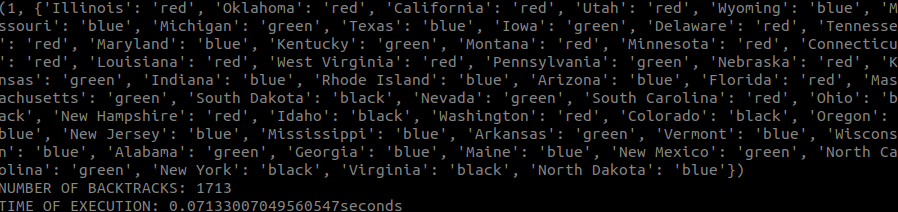 (1, {'Illinois': 'red', 'Oklahoma': 'red', 'California': 'red', 'Utah': 'red', 'Wyoming': 'blue', 'M
ssouri': 'blue', 'Michigan': 'green', 'Texas': 'blue', 'Iowa': 'green', 'Delaware': 'red', 'Tennesse
': 'red', 'Maryland': 'blue', 'Kentucky': 'green', 'Montana': 'red', 'Minnesota': 'red', 'Connecticu
': 'red', 'Louisiana': 'red', 'West Virginia': 'red', 'Pennsylvania': 'green', 'Nebraska': 'red', 'K
nsas': 'green', 'Indiana': 'blue', 'Rhode Island': 'blue', 'Arizona': 'blue', 'Florida': 'red', 'Mas
achusetts': 'green', 'South Dakota': 'black', 'Nevada': 'green', 'South Carolina': 'red', 'Ohio': 'b
ack', 'New Hampshire': 'red', 'Idaho': 'black', 'Washington': 'red', 'Colorado': 'black', 'Oregon':
blue', 'New Jersey': 'blue', 'Mississippi': 'blue', 'Arkansas': 'green', 'Vermont': 'blue', 'Wiscons
n': 'blue', 'Alabama': 'green', 'Georgia': 'blue', 'Maine': 'blue', 'New Mexico': 'green', 'North Ca
olina': 'green', 'New York': 'black', 'Virginia': 'black', 'North Dakota': 'blue'})
NUMBER OF BACKTRACKS: 1713
TIME OF EXECUTION: 0.07133007049560547seconds